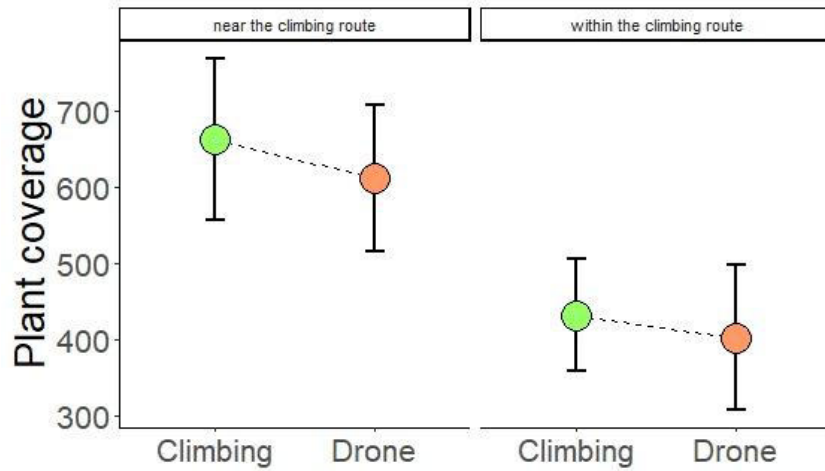 near the climbing route
within the climbing route
Plant coverage
700
600
500
400
300
Climbing
Drone
Climbing
Drone